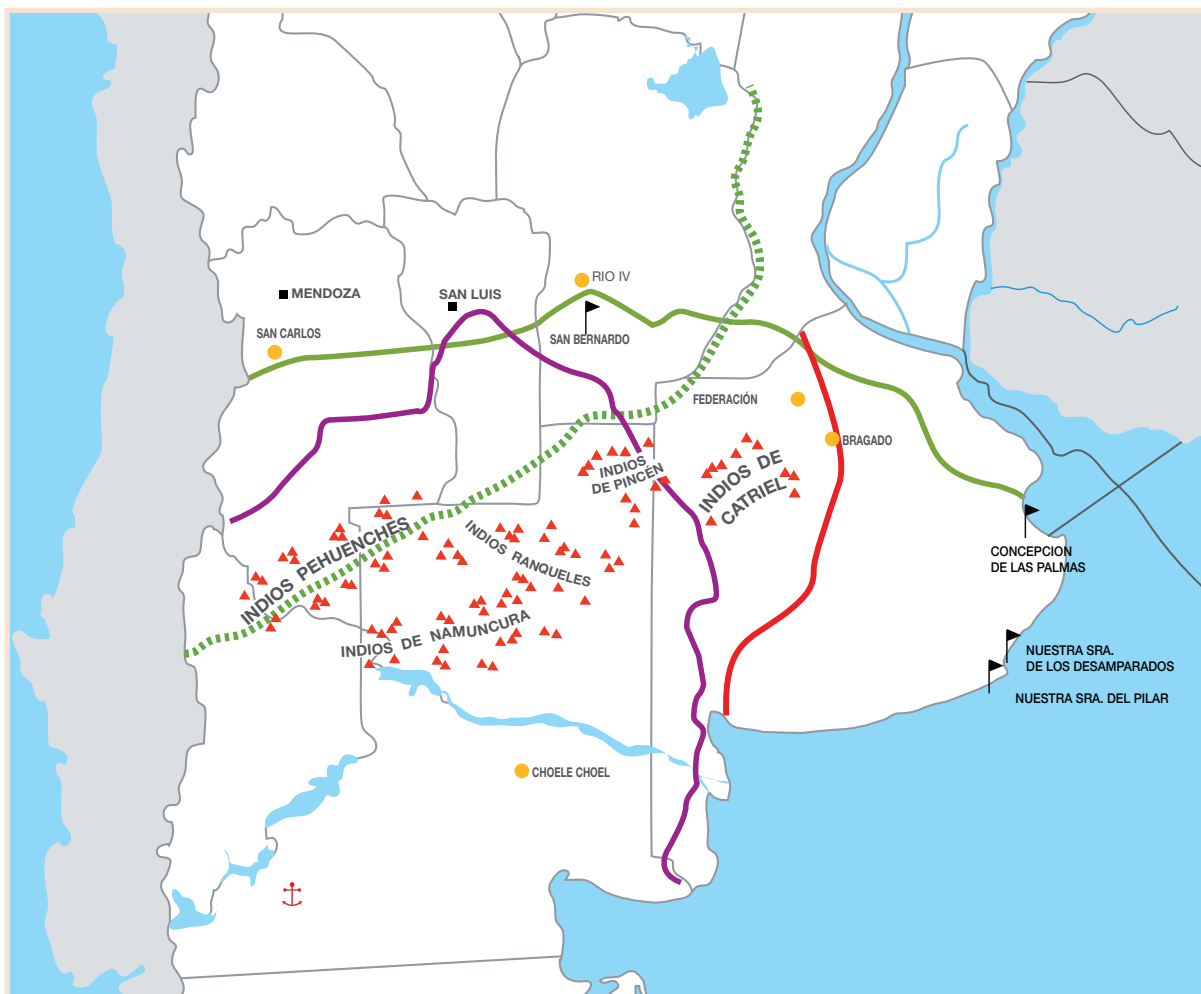 RIO IV
MENDOZA
SAN LUIS
SAN CARLOS
SAN BERNARDO
FEDERACIÓN
BRAGADO
INDIOS
DE PINCÉN
INDIOS DE
CATRIEL
INDIOS PEHUENCHES
INDIOS RANQUELES
CONCEPCION
DE LAS PALMAS
INDIOS DE NAMUNCURA
NUESTRA SRA.
DE LOS DESAMPARADOS
NUESTRA SRA. DEL PILAR
CHOELE CHOEL